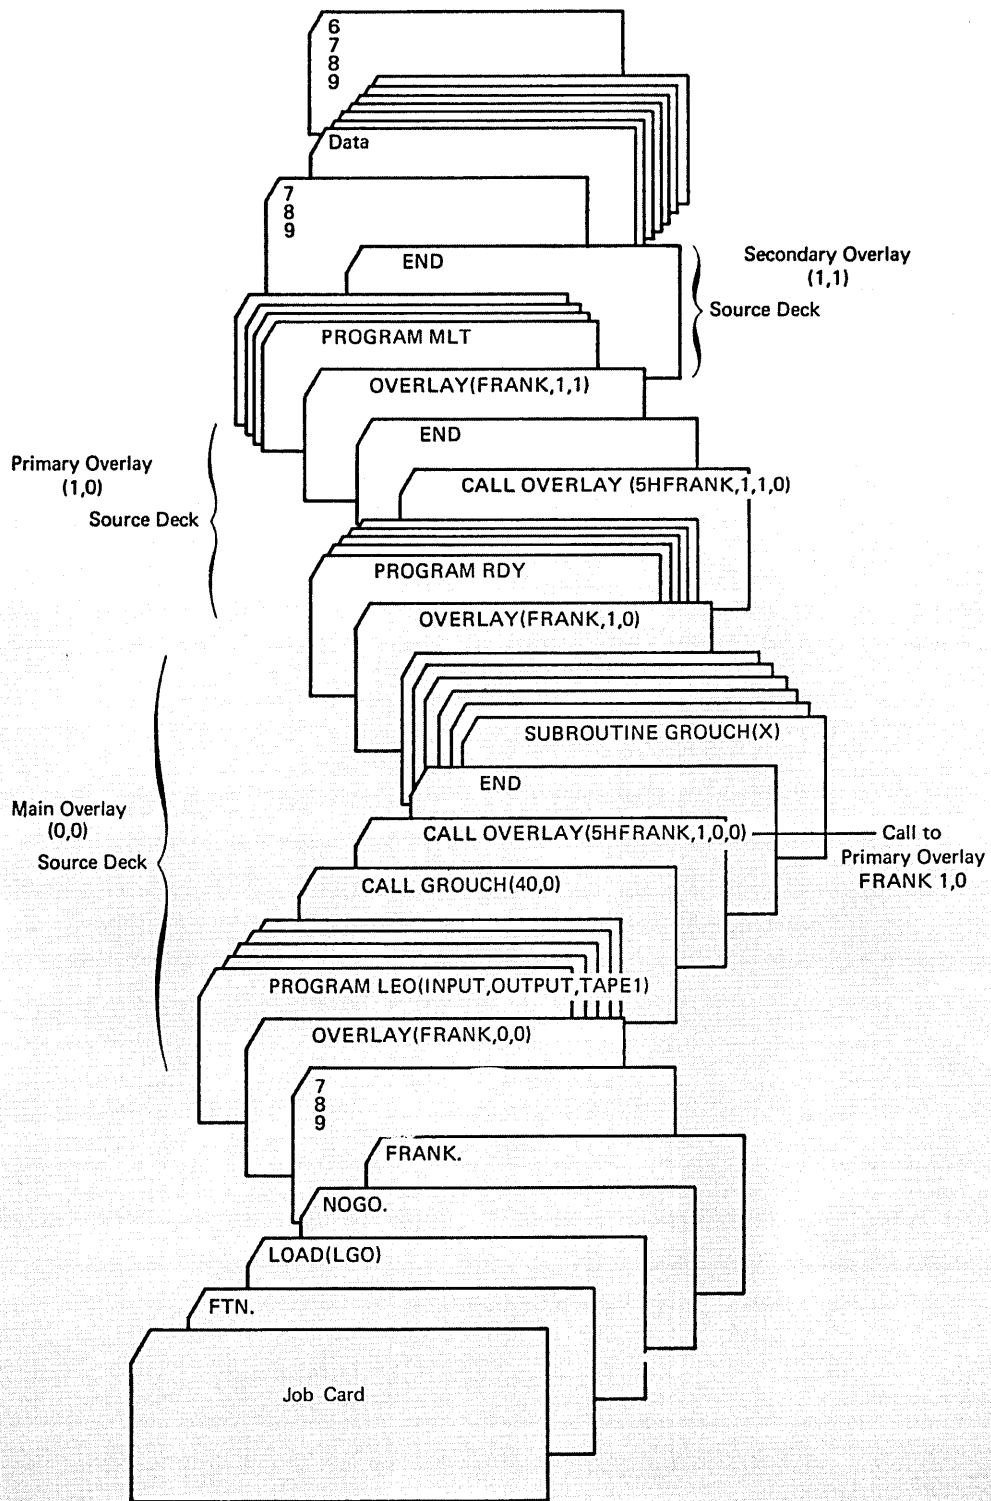 6
7
8
9
Data
7
8
9
END
Secondary Overlay
(1,1)
Source Deck
PROGRAM MLT
OVERLAY(FRANK,1,1)
END
Primary Overlay
(1,0)
Source Deck
CALL OVERLAY (5HFRANK,1,1,0)
PROGRAM RDY
OVERLAY(FRANK,1,0)
SUBROUTINE GROUCH(X)
END
Main Overlay
(0,0)
Source Deck
CALL OVERLAY(5HFRANK,1,0,0)
Call to
Primary Overlay
FRANK 1,0
CALL GROUCH(40,0)
PROGRAM LEO(INPUT,OUTPUT,TAPE1)
OVERLAY(FRANK,0,0)
7
8
9
FRANK.
NOGO.
LOAD(LGO)
FTN.
Job Card